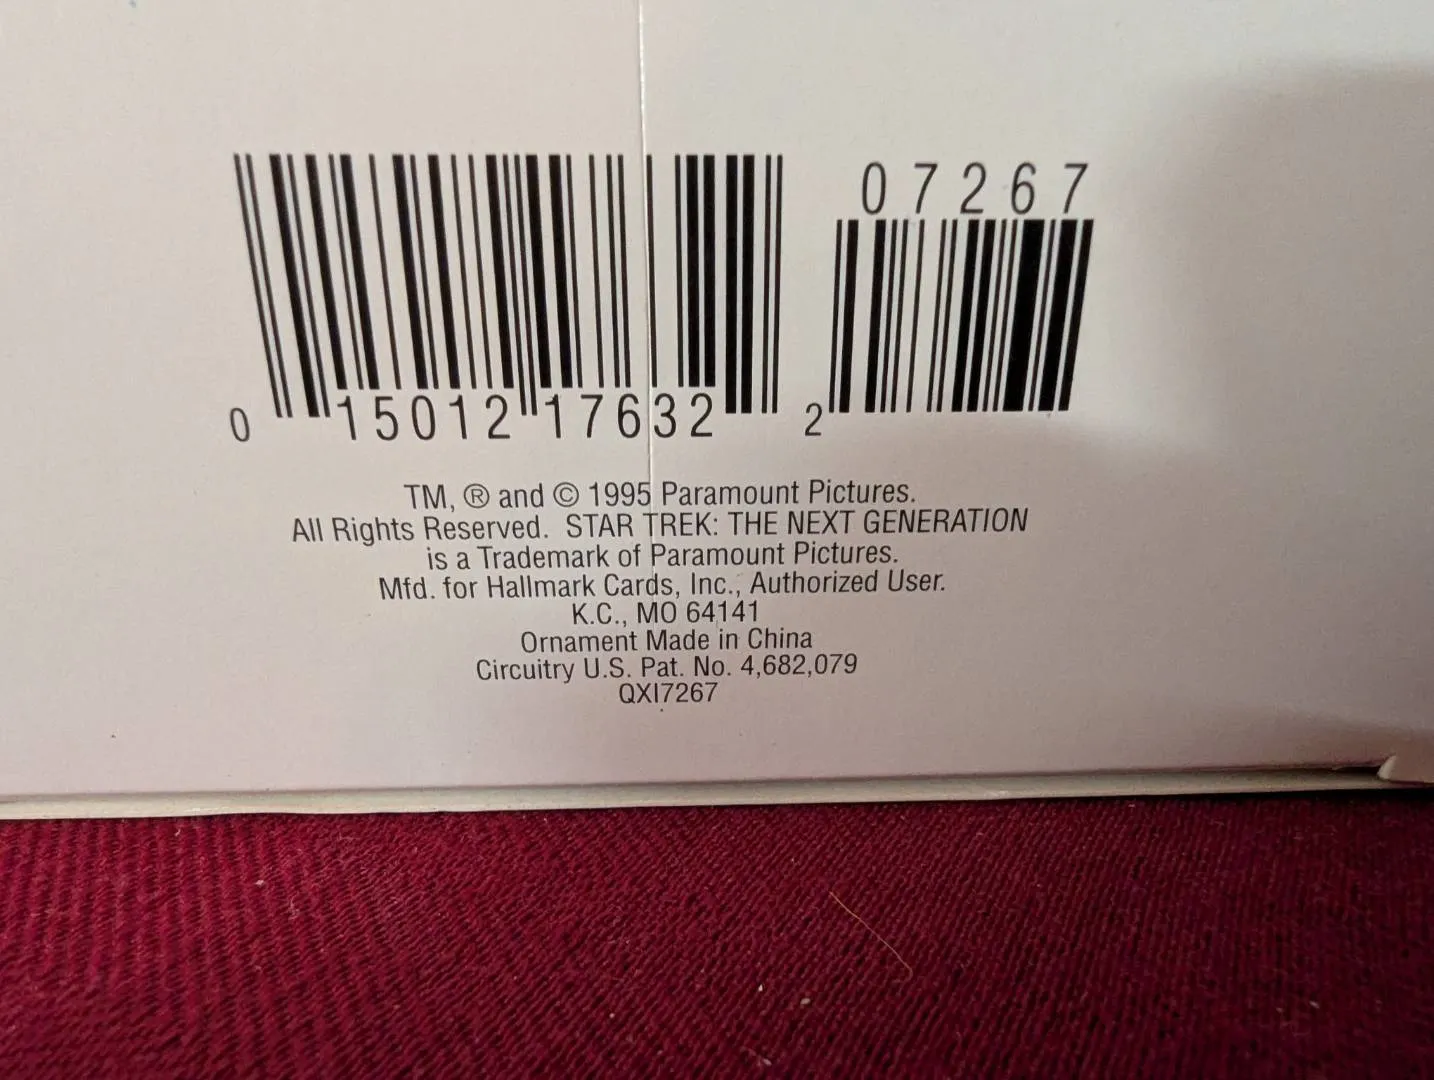 07267
0 15012 17632 2
TM, ® and © 1995 Paramount Pictures.
All Rights Reserved. STAR TREK: THE NEXT GENERATION
is a Trademark of Paramount Pictures.
Mfd. for Hallmark Cards, Inc., Authorized User.
K.C., MO 64141
Ornament Made in China
Circuitry U.S. Pat. No. 4,682,079
QXI7267